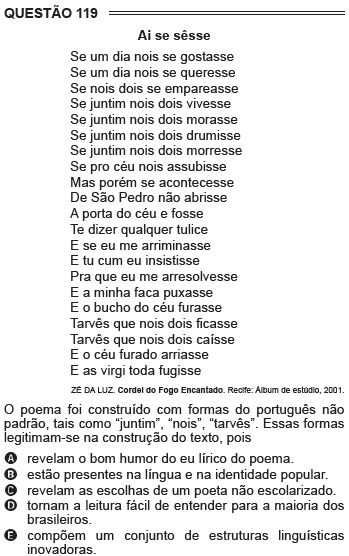 QUESTÃO 119
Ai se sêsse
Se um dia nois se gostasse
Se um dia nois se queresse
Se nois dois se empareasse
Se juntim nois dois vivesse
Se juntim nois dois morasse
Se juntim nois dois drumisse
Se juntim nois dois morresse
Se pro céu nois assubisse
Mas porém se acontecesse
De São Pedro não abrisse
A porta do céu e fosse
Te dizer qualquer tulice
E se eu me arriminasse
E tu cum eu insistisse
Pra que eu me arresolvesse
E a minha faca puxasse
E o bucho do céu furasse
Tarvês que nois dois ficasse
Tarvês que nois dois caísse
E o céu furado arriasse
E as virgi toda fugisse
ZÉ DA LUZ. Cordel do Fogo Encantado. Recife: Álbum de estúdio, 2001.
O poema foi construído com formas do português não
padrão, tais como “juntim”, “nois”, “tarvês”. Essas formas
legitimam-se na construção do texto, pois
A revelam o bom humor do eu lírico do poema.
B estão presentes na língua e na identidade popular.
C revelam as escolhas de um poeta não escolarizado.
D tornam a leitura fácil de entender para a maioria dos
brasileiros.
E compõem um conjunto de estruturas linguísticas
inovadoras.